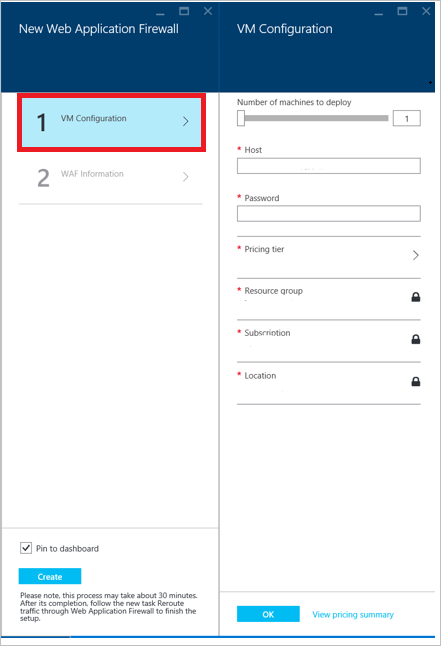 New Web Application Firewall
1
VM Configuration
2
WAF Information
Pin to dashboard
Create
Please note, this process may take about 30 minutes.
After its completion, follow the new task Reroute
traffic through Web Application Firewall to finish the
setup.
VM Configuration
Number of machines to deploy
1
* Host
* Password
* Pricing tier
* Resource group
* Subscription
* Location
OK
View pricing summary